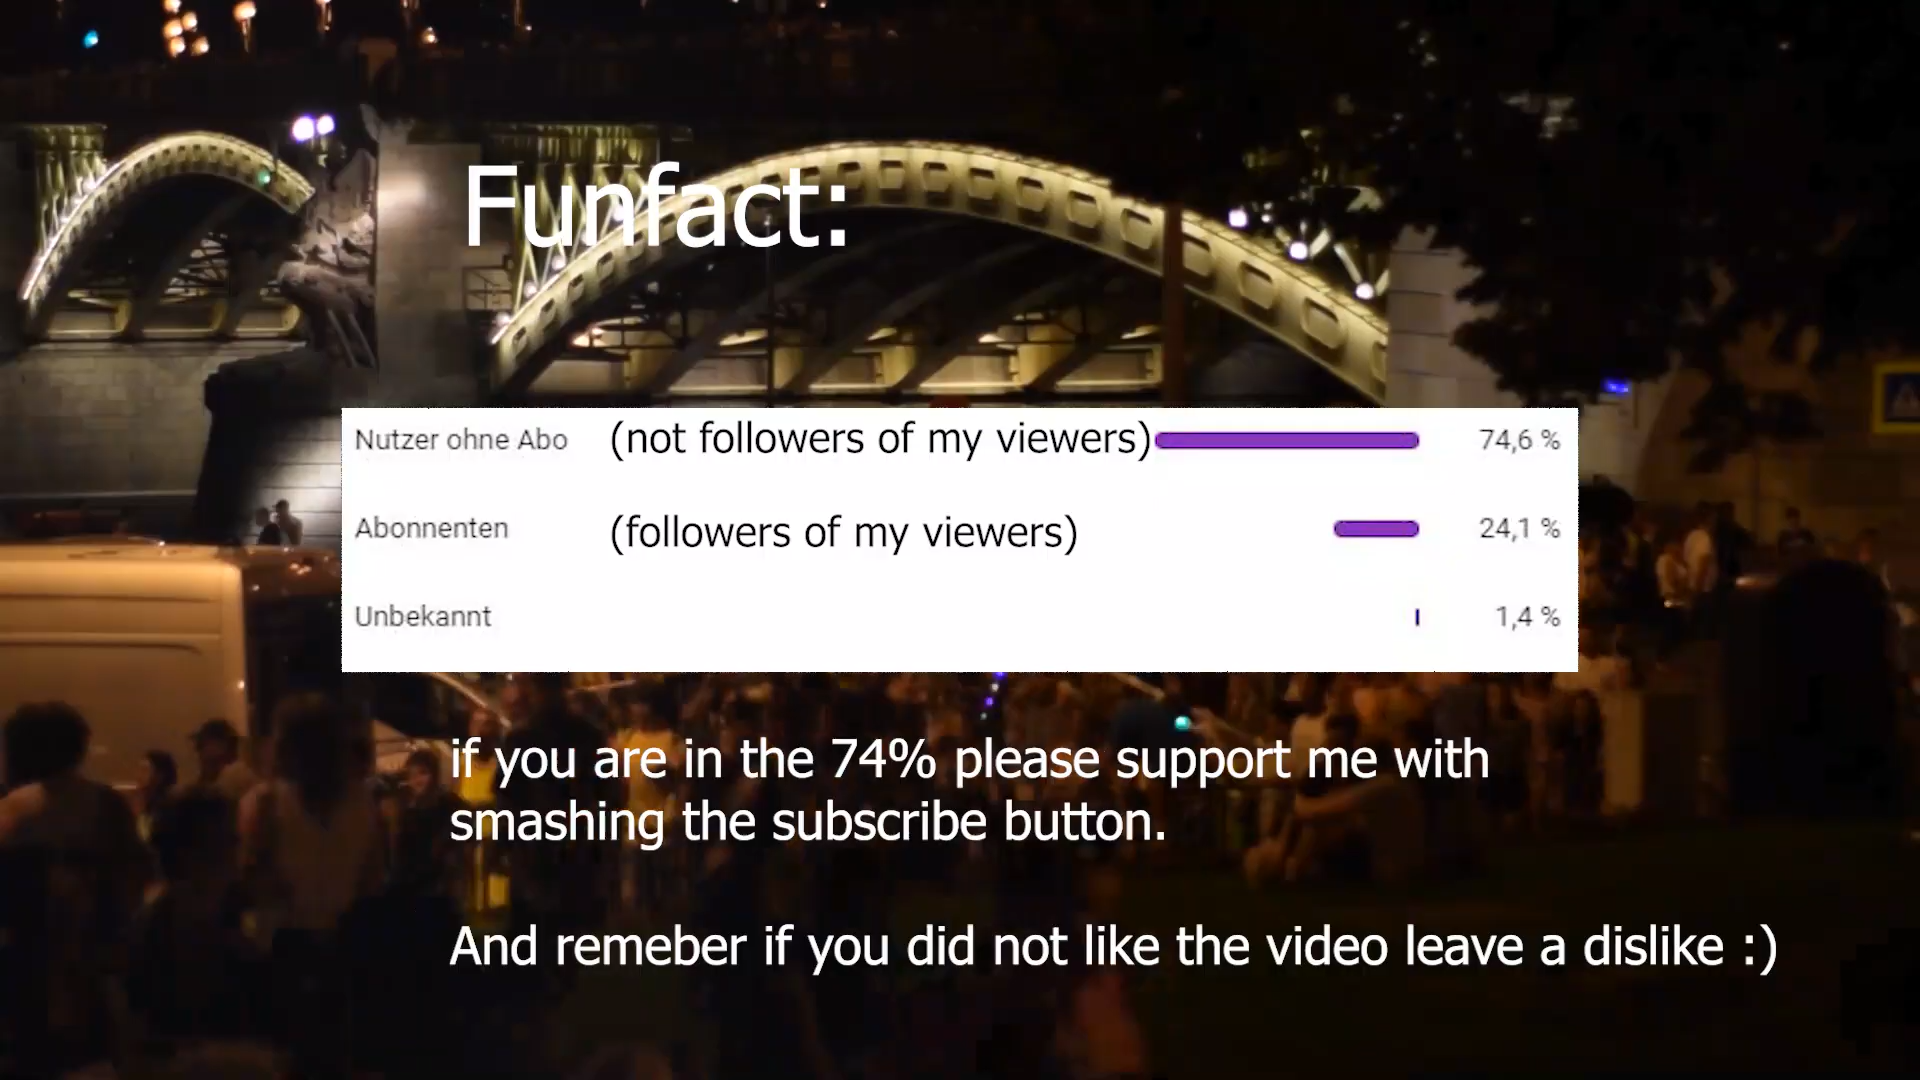 Funfact:
Nutzer ohne Abo (not followers of my viewers) 74,6 %
Abonnenten (followers of my viewers) 24,1 %
Unbekannt 1,4 %
if you are in the 74% please support me with
smashing the subscribe button.
And remeber if you did not like the video leave a dislike :)